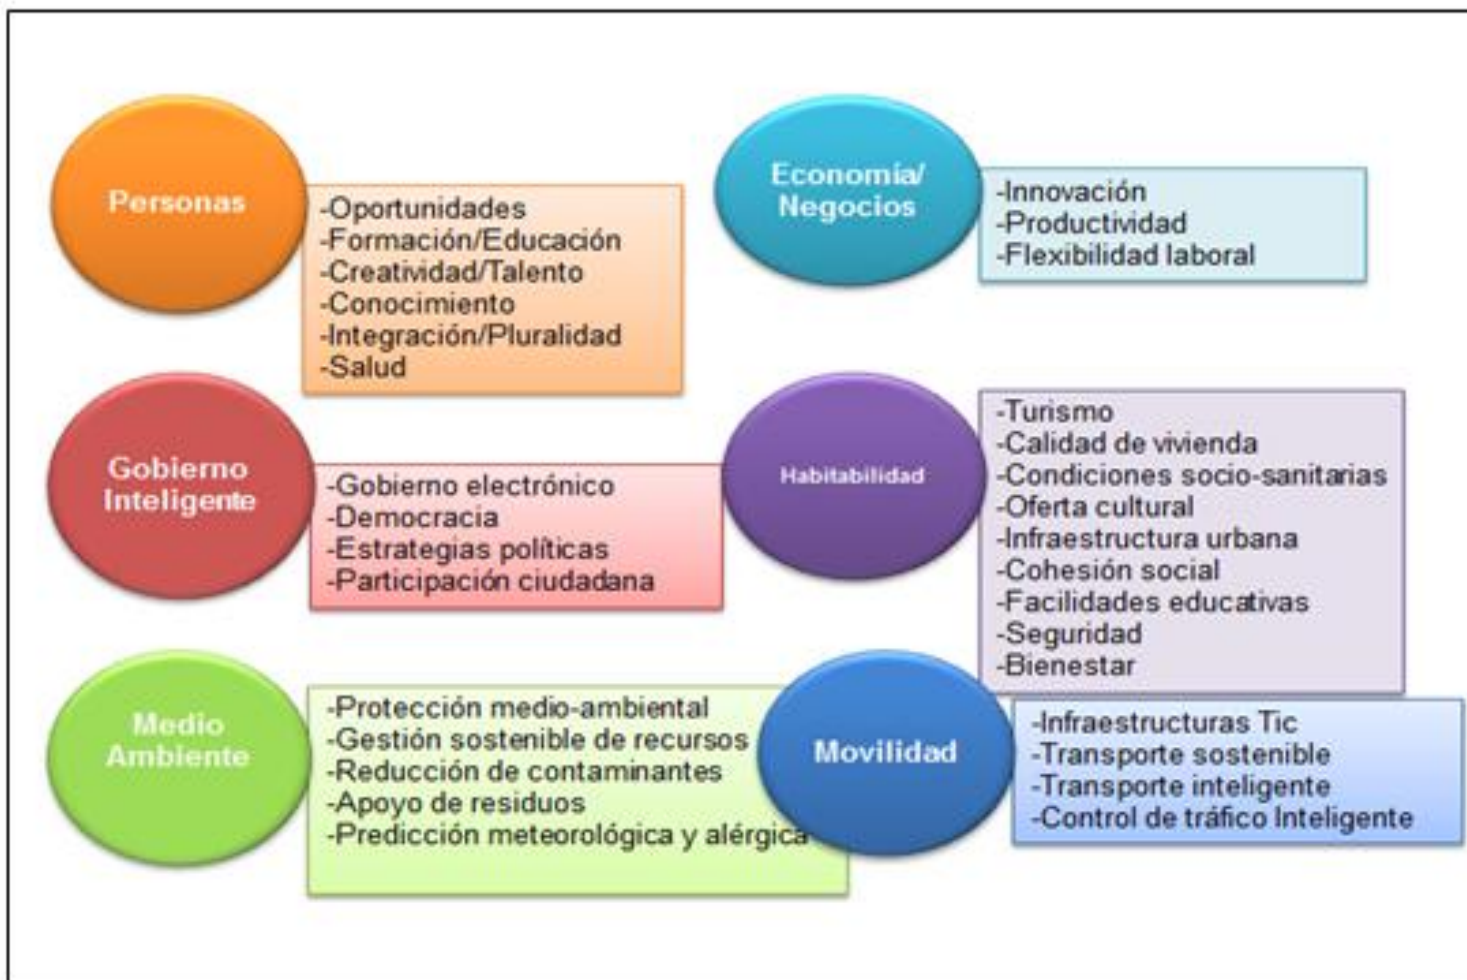 Personas
-Oportunidades
-Formación/Educación
-Creatividad/Talento
-Conocimiento
-Integración/Pluralidad
-Salud
Economía/
Negocios
-Innovación
-Productividad
-Flexibilidad laboral
Gobierno
Inteligente
-Gobierno electrónico
-Democracia
-Estrategias políticas
-Participación ciudadana
Habitabilidad
-Turismo
-Calidad de vivienda
-Condiciones socio-sanitarias
-Oferta cultural
-Infraestructura urbana
-Cohesión social
-Facilidades educativas
-Seguridad
-Bienestar
Medio
Ambiente
-Protección medio-ambiental
-Gestión sostenible de recursos
-Reducción de contaminantes
-Apoyo de residuos
-Predicción meteorológica y alérgica
Movilidad
-Infraestructuras Tic
-Transporte sostenible
-Transporte inteligente
-Control de tráfico Inteligente